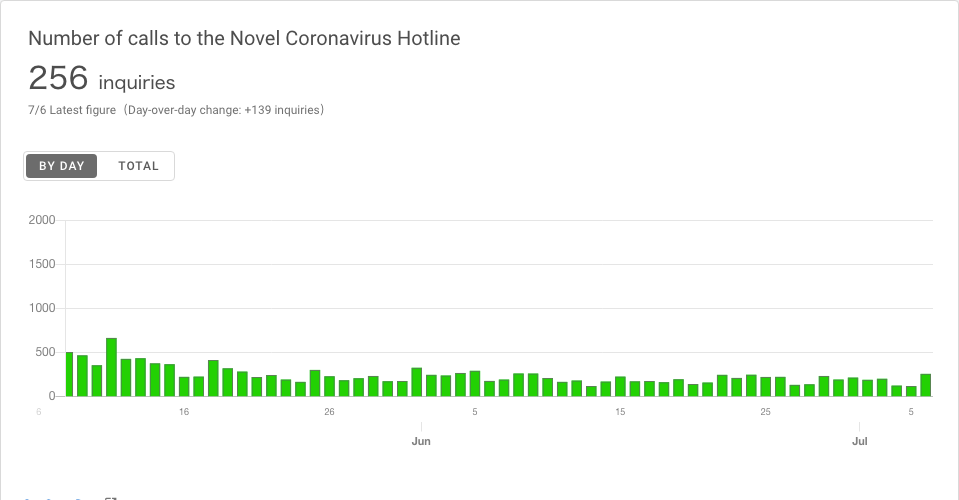 Number of calls to the Novel Coronavirus Hotline
256 inquiries
7/6 Latest figure（Day-over-day change: +139 inquiries）
BY DAY TOTAL
2000
1500
1000
500
0
6 16 26 5 15 25 5
Jun Jul